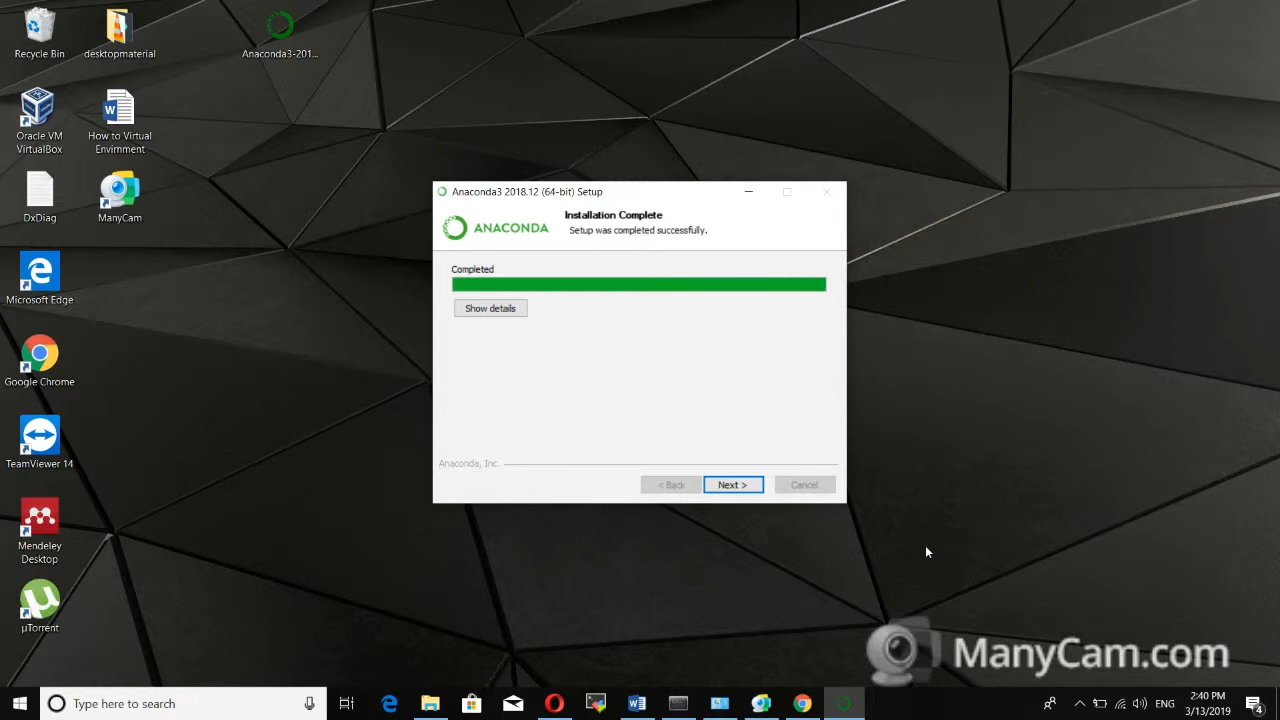 Recycle Bin
desktopmaterial
Anaconda3-201...
Oracle VM
VirtualBox
How to Virtual
Envirnment
DxDiag
ManyCam
Microsoft Edge
Google Chrome
TeamViewer 14
Mendeley
Desktop
µTorrent
Anaconda3 2018.12 (64-bit) Setup
ANACONDA
Installation Complete
Setup was completed successfully.
Completed
Show details
Anaconda, Inc.
< Back
Next >
Cancel
ManyCam.com
Type here to search
ENG
2:40 PM
3/13/2019
4